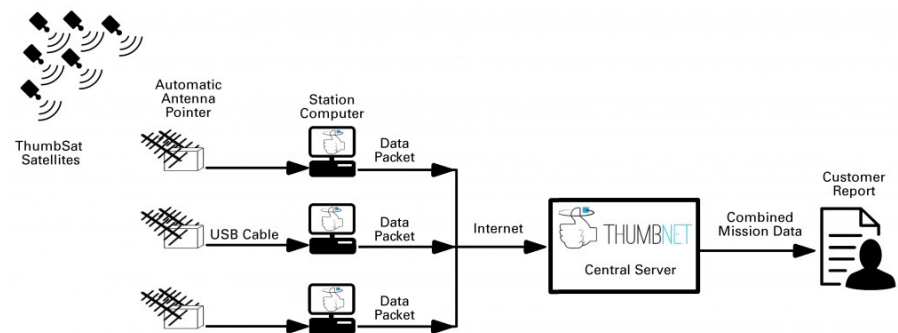 ThumbSat
Satellites
Automatic
Antenna
Pointer
Station
Computer
Data
Packet
USB Cable
Data
Packet
Data
Packet
Internet
THUMBNET
Central Server
Combined
Mission Data
Customer
Report